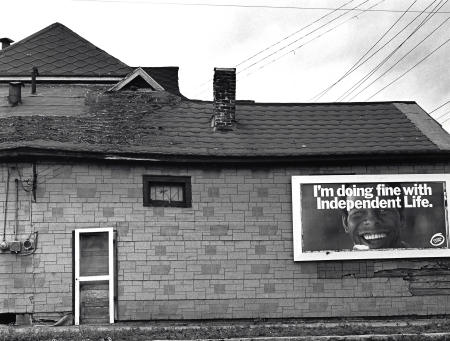 I'm doing fine with
Independent Life.